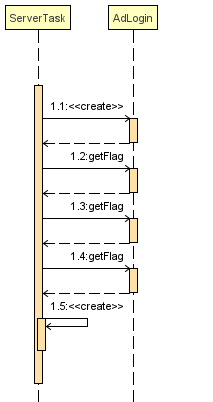 ServerTask AdLogin
1.1:<<create>>
1.2:getFlag
1.3:getFlag
1.4:getFlag
1.5:<<create>>